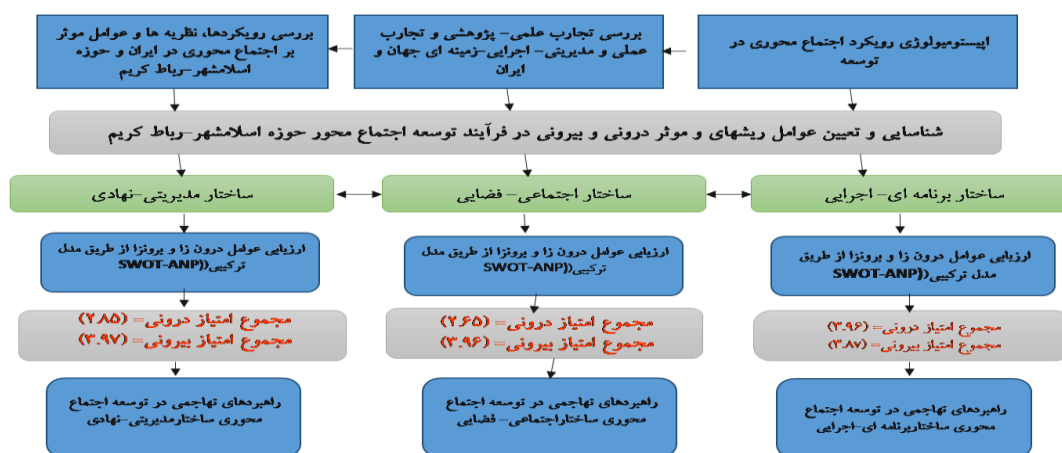 اپیستومیولوژی رویکرد اجتماع محوری در
توسعه
بررسی تجارب علمی- پژوهشی و تجارب
عملی و مدیریتی- اجرایی-زمینه ای جهان و
ایران
بررسی رویکردها، نظریه ها و عوامل موثر
بر اجتماع محوری در ایران و حوزه
اسلامشهر-رباط کریم
شناسایی و تعیین عوامل ریشهای و موثر درونی و بیرونی در فرآیند توسعه اجتماع محور حوزه اسلامشهر-رباط کریم
ساختار برنامه ای- اجرایی
ساختار اجتماعی- فضایی
ساختار مدیریتی-نهادی
ارزیابی عوامل درون زا و برونزا از طریق
مدل ترکیبی((SWOT-ANP
ارزیابی عوامل درون زا و برونزا از طریق مدل
ترکیبی((SWOT-ANP
ارزیابی عوامل درون زا و برونزا از طریق مدل
ترکیبی((SWOT-ANP
مجموع امتیاز درونی= (۳.۹۶)
مجموع امتیاز بیرونی= (۳.۸۷)
مجموع امتیاز درونی= (۲.۶۵)
مجموع امتیاز بیرونی= (۳.۹۶)
مجموع امتیاز درونی= (۲.۸۵)
مجموع امتیاز بیرونی= (۳.۹۷)
راهبردهای تهاجمی در توسعه اجتماع
محوری ساختاربرنامه ای-اجرایی
راهبردهای تهاجمی در توسعه اجتماع
محوری ساختاراجتماعی- فضایی
راهبردهای تهاجمی در توسعه اجتماع
محوری ساختارمدیریتی-نهادی